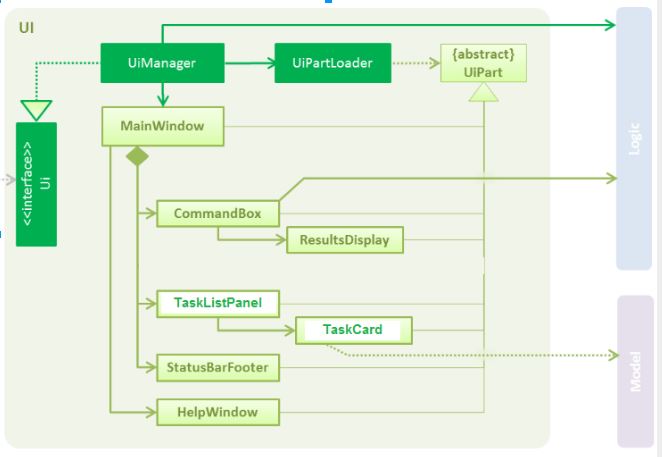 UI
UiManager
UiPartLoader
{abstract}
UiPart
<<interface>>
Ui
MainWindow
Logic
CommandBox
ResultsDisplay
TaskListPanel
TaskCard
StatusBarFooter
Model
HelpWindow